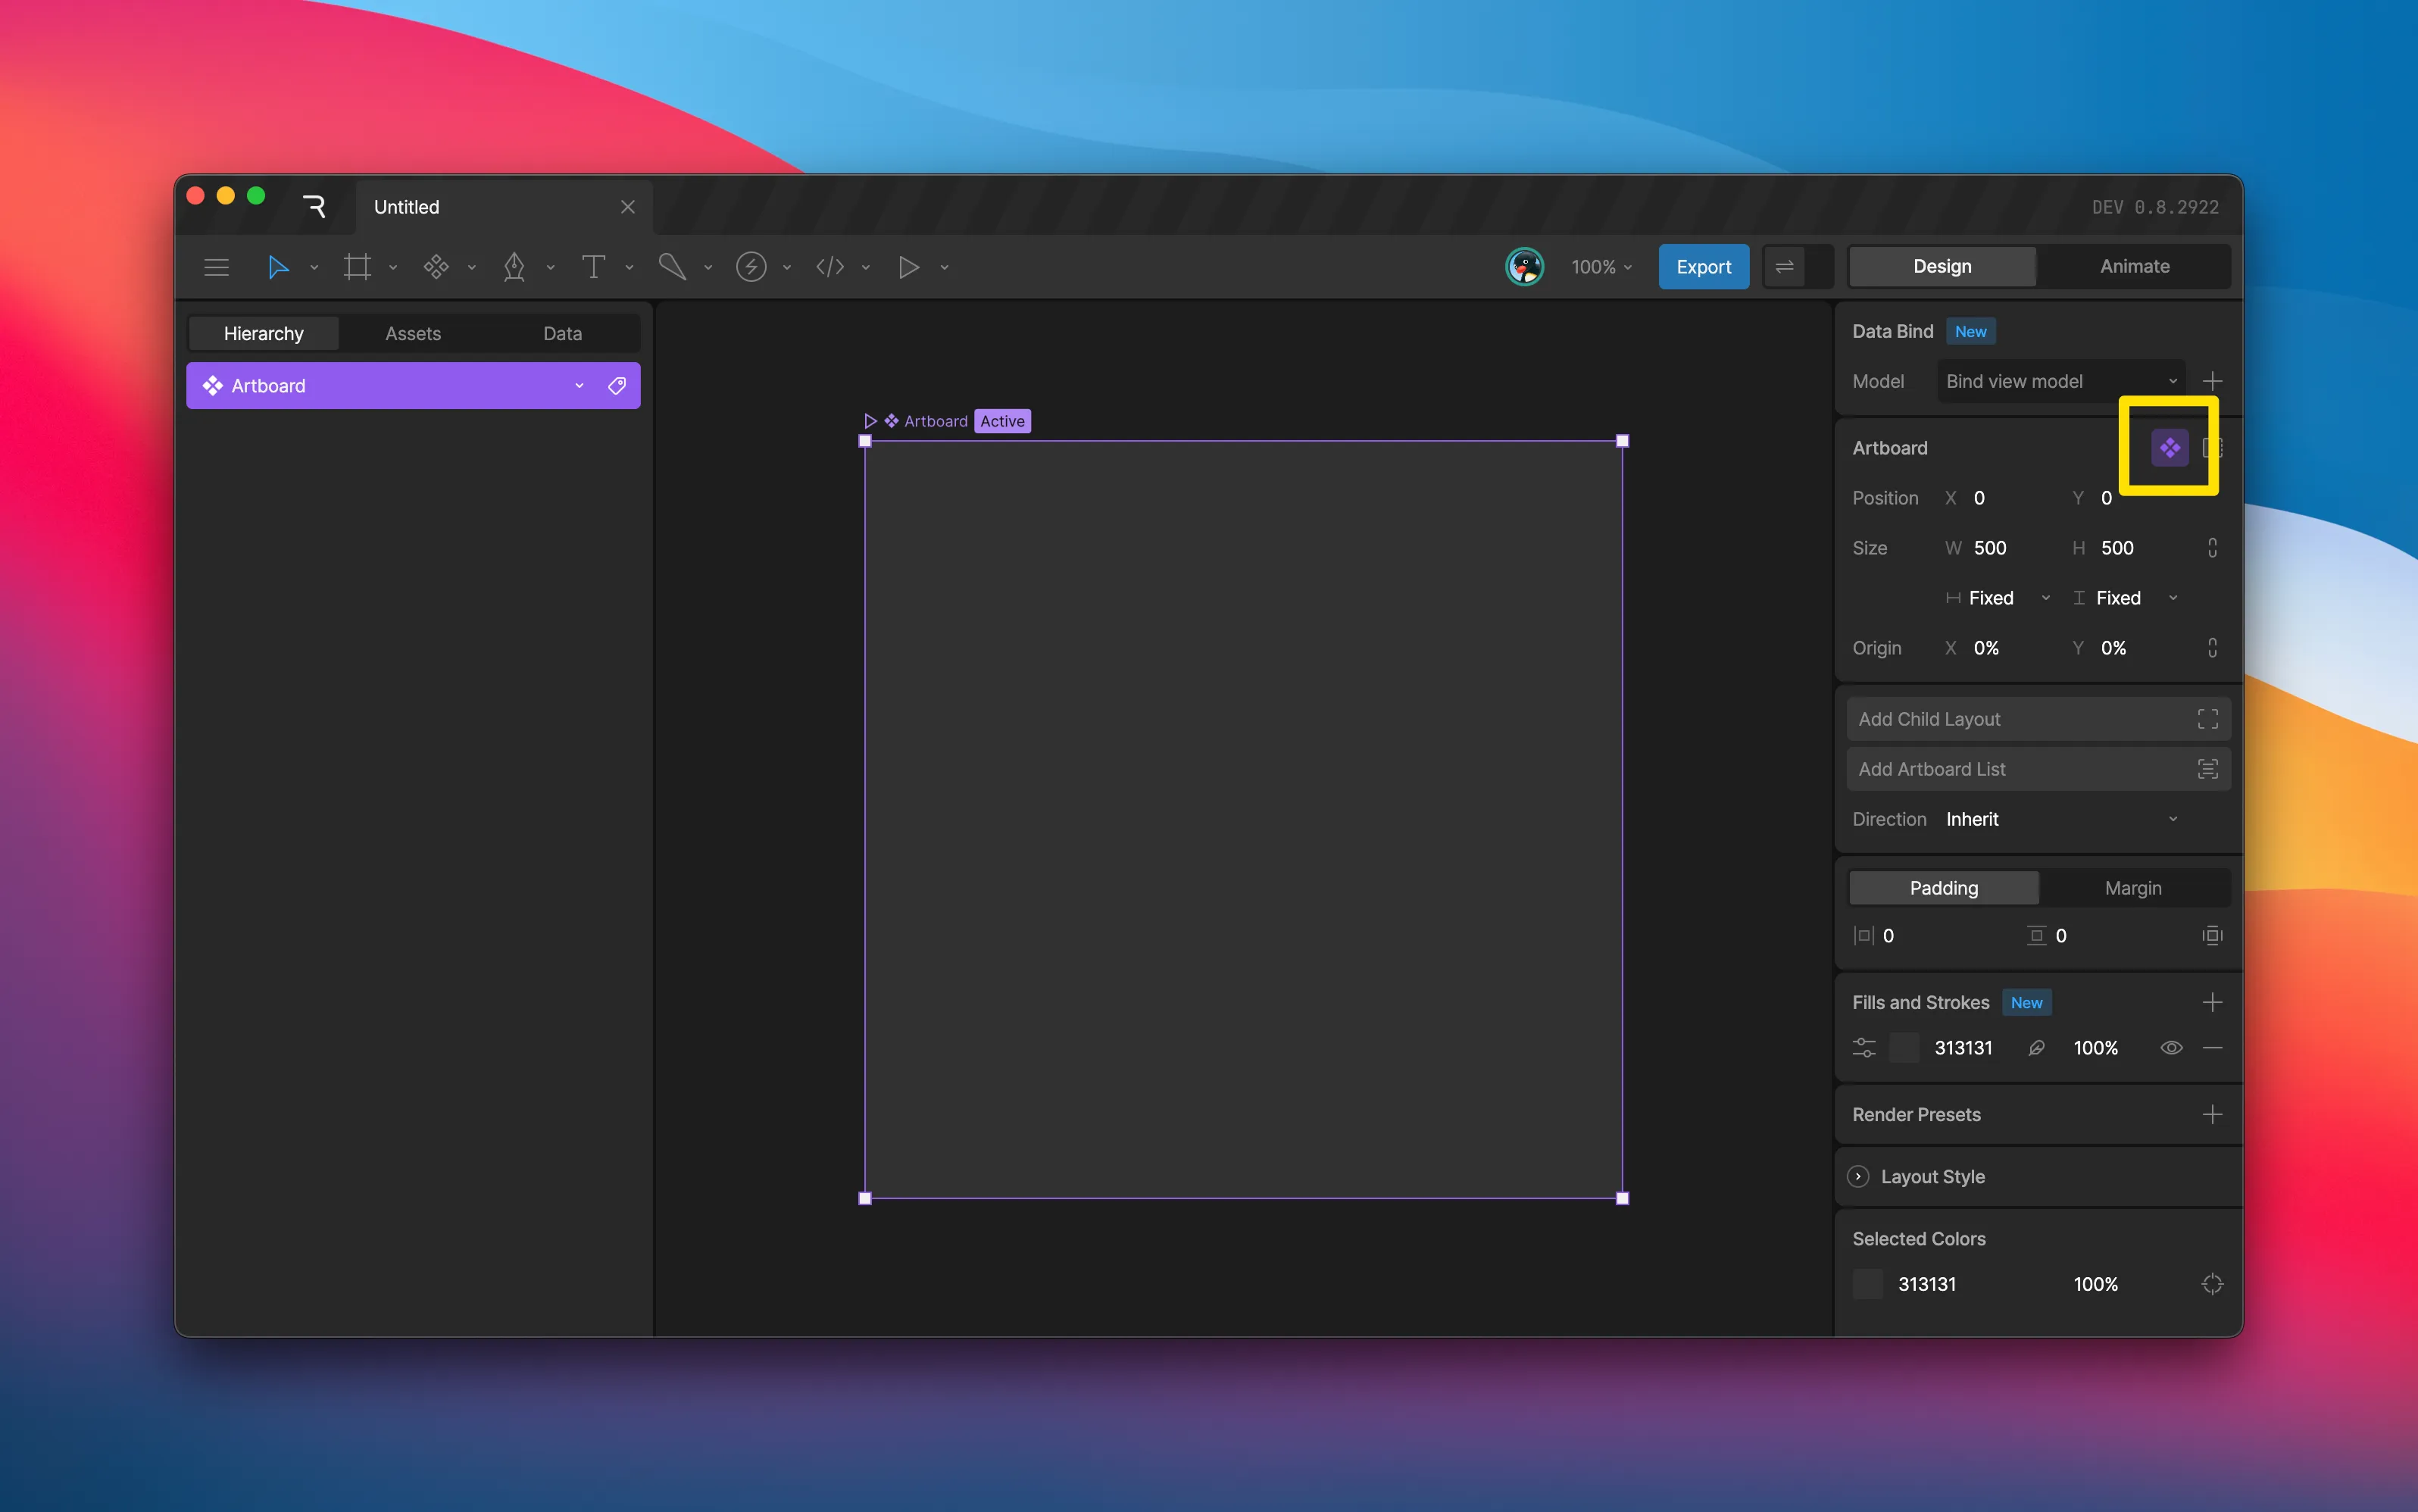 Untitled
DEV 0.8.2922
100%
Export
Design
Animate
Hierarchy
Assets
Data
Artboard
Artboard Active
Data Bind New
Model Bind view model
Artboard
Position X 0 Y 0
Size W 500 H 500
Fixed Fixed
Origin X 0% Y 0%
Add Child Layout
Add Artboard List
Direction Inherit
Padding Margin
0 0
Fills and Strokes New
313131 100%
Render Presets
Layout Style
Selected Colors
313131 100%